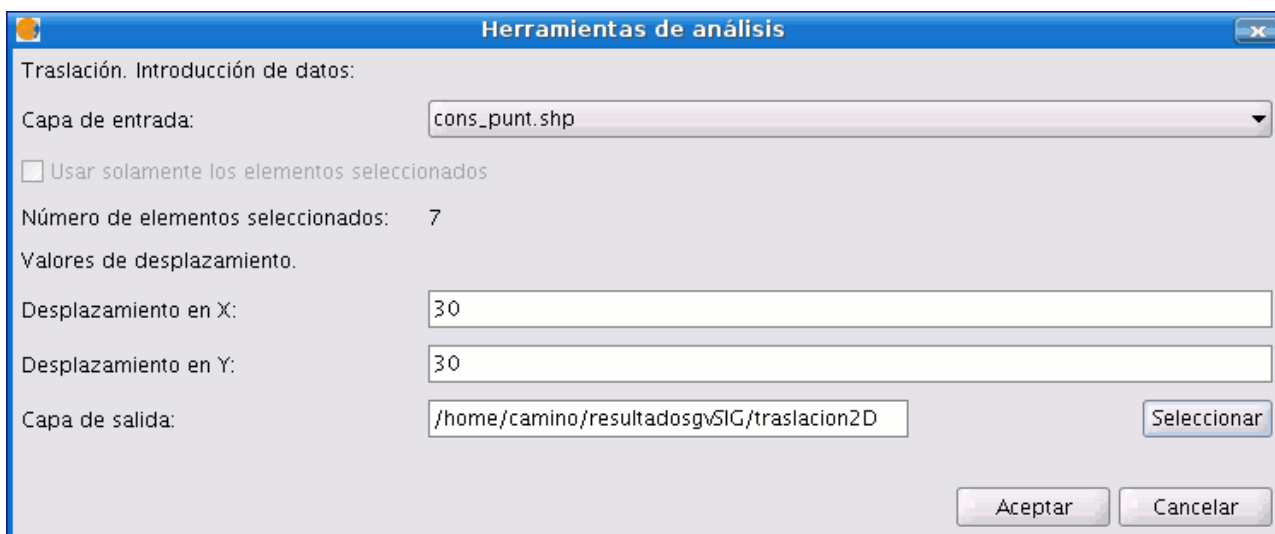 Herramientas de análisis
Traslación. Introducción de datos:
Capa de entrada: cons_punt.shp
Usar solamente los elementos seleccionados
Número de elementos seleccionados: 7
Valores de desplazamiento.
Desplazamiento en X: 30
Desplazamiento en Y: 30
Capa de salida: /home/camino/resultadosgvSIG/traslacion2D Seleccionar
Aceptar Cancelar